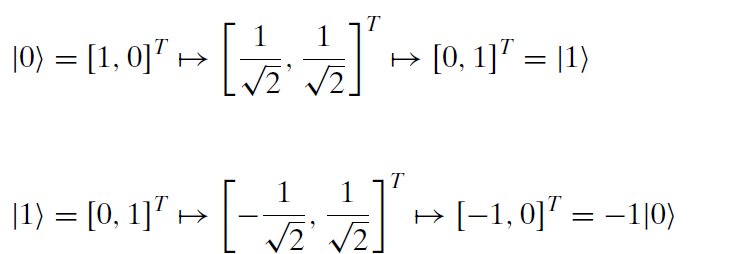 |0⟩ = [1, 0]^T ↦ [1/√2, 1/√2]^T ↦ [0, 1]^T = |1⟩
|1⟩ = [0, 1]^T ↦ [−1/√2, 1/√2]^T ↦ [−1, 0]^T = −1|0⟩